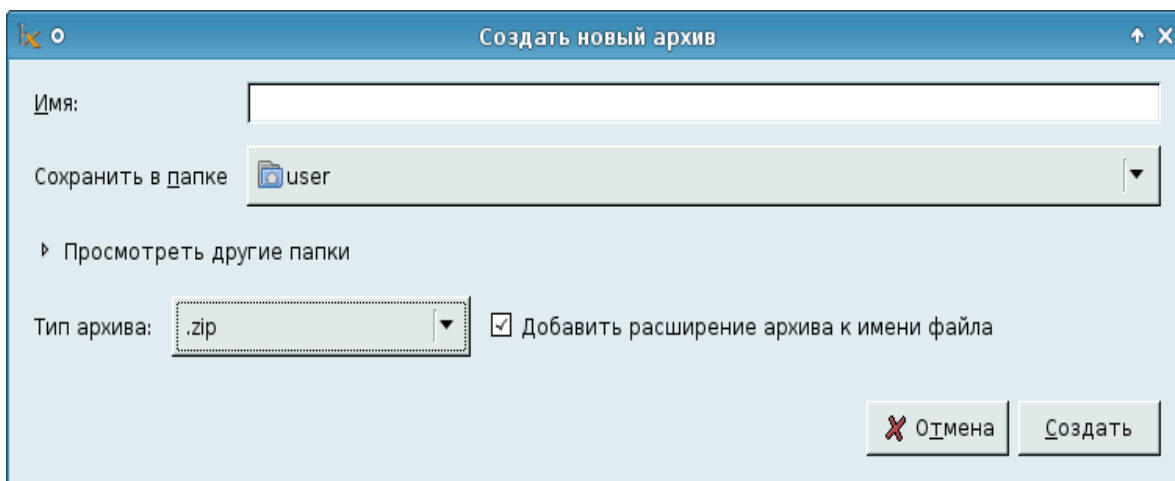 Создать новый архив
Имя:
Сохранить в папке user
Просмотреть другие папки
Тип архива: .zip Добавить расширение архива к имени файла
Отмена Создать